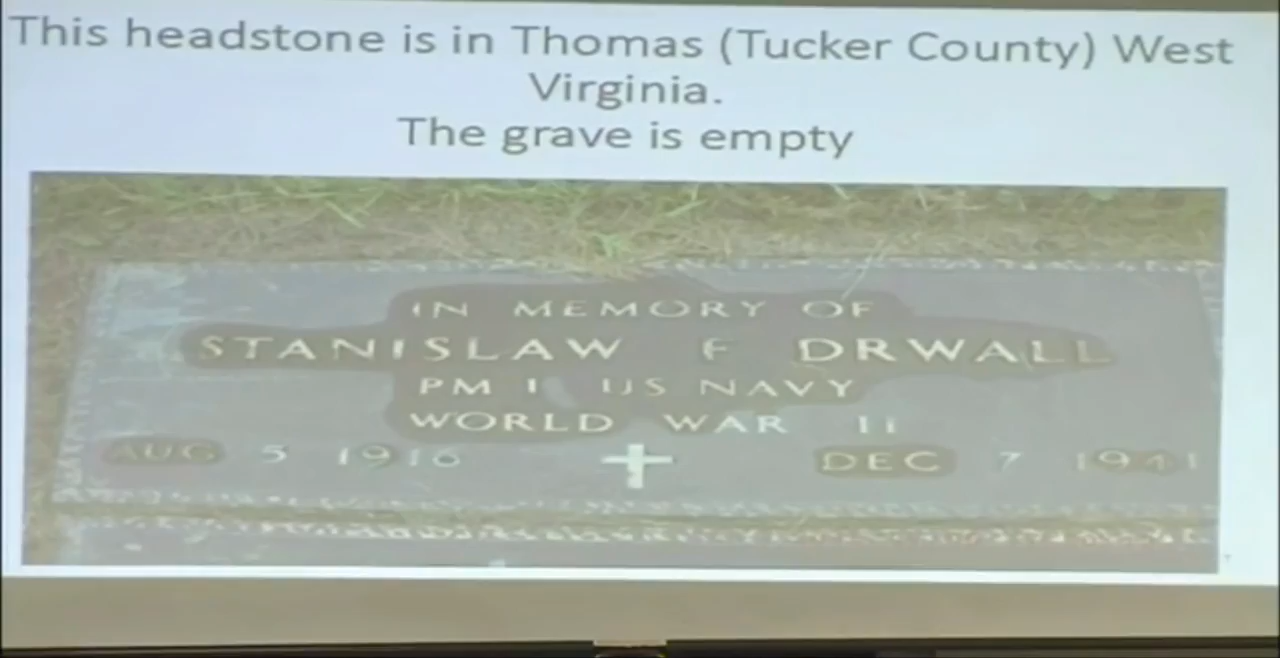 This headstone is in Thomas (Tucker County) West
Virginia.
The grave is empty
IN MEMORY OF
STANISLAW F DRWALL
PM 1 US NAVY
WORLD WAR II
AUG 5 1916 DEC 7 1941